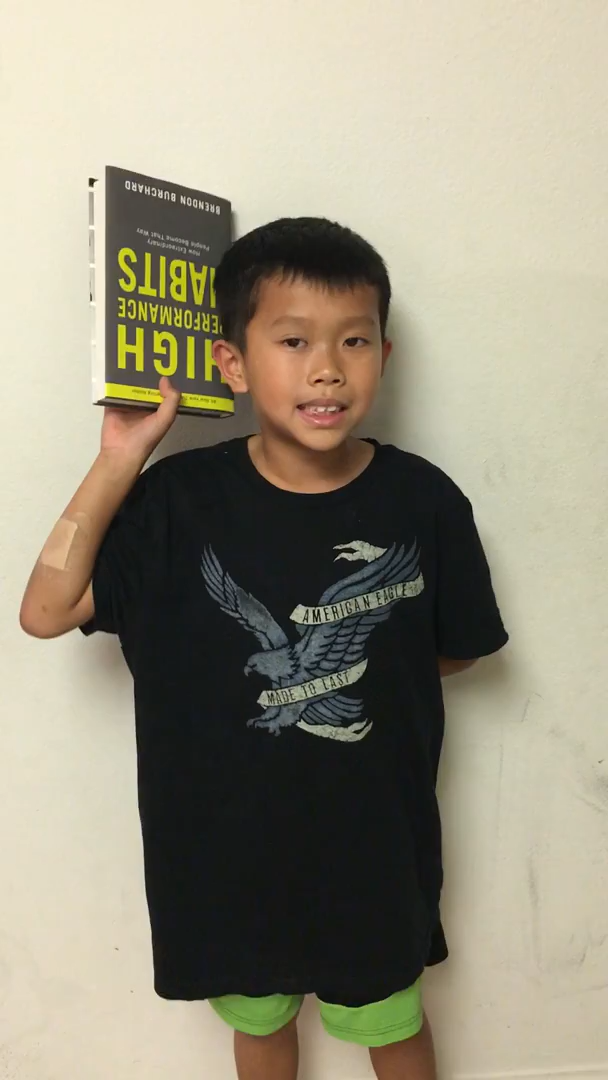 HIGH
PERFORMANCE
HABITS
How Extraordinary
People Become That Way
BRENDON BURCHARD
AMERICAN EAGLE
MADE TO LAST